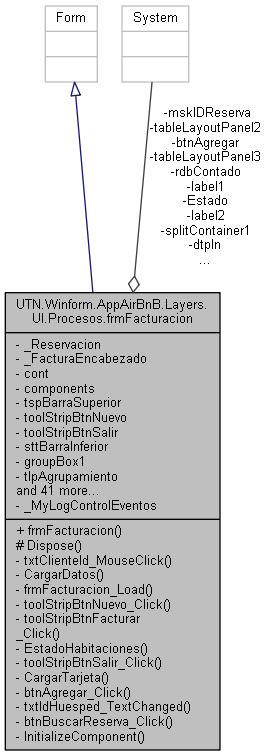 Form
System
-mskIDReserva
-tableLayoutPanel2
-btnAgregar
-tableLayoutPanel3
-rdbContado
-label1
-Estado
-label2
-splitContainer1
-dtpIn
...
UTN.Winform.AppAirBnB.Layers.
UI.Procesos.frmFacturacion
- _Reservacion
- _FacturaEncabezado
- cont
- components
- tspBarraSuperior
- toolStripBtnNuevo
- toolStripBtnSalir
- sttBarraInferior
- groupBox1
- tlpAgrupamiento
and 41 more...
- _MyLogControlEventos
+ frmFacturacion()
# Dispose()
- txtClienteId_MouseClick()
- CargarDatos()
- frmFacturacion_Load()
- toolStripBtnNuevo_Click()
- toolStripBtnFacturar
_Click()
- EstadoHabitaciones()
- toolStripBtnSalir_Click()
- CargarTarjeta()
- btnAgregar_Click()
- txtIdHuesped_TextChanged()
- btnBuscarReserva_Click()
- InitializeComponent()